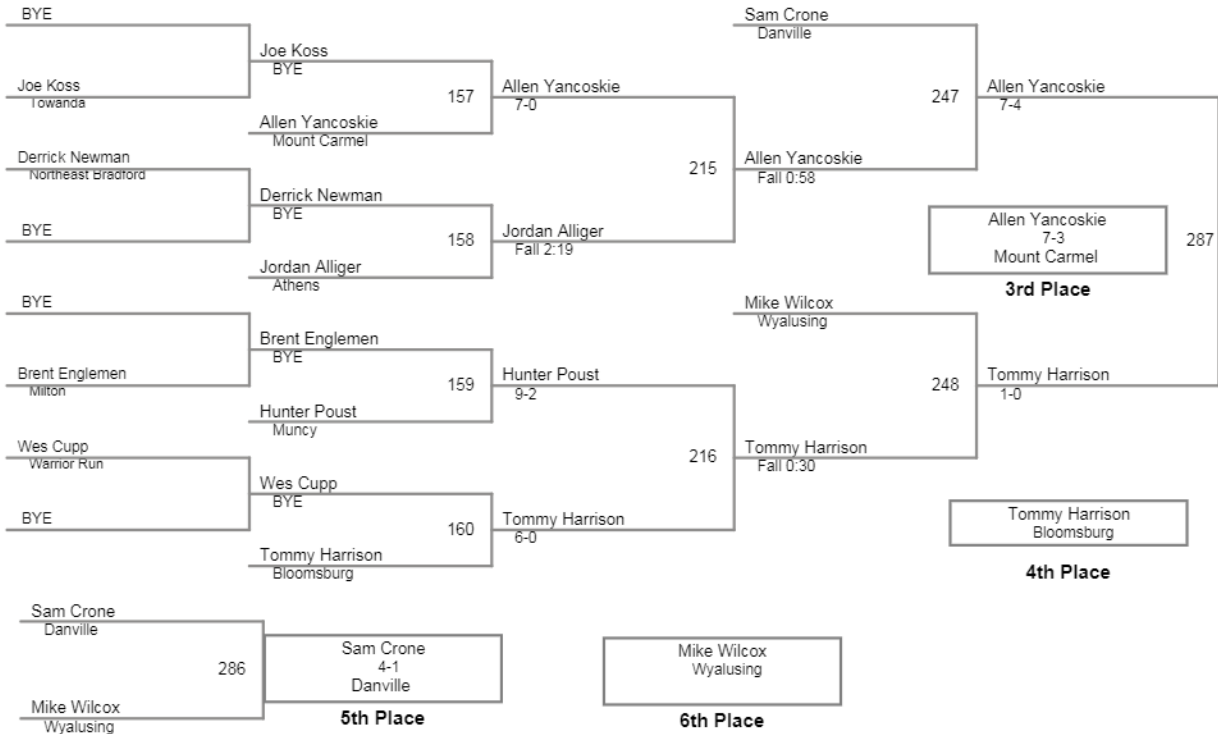 BYE
Joe Koss
Towanda
Derrick Newman
Northeast Bradford
BYE
BYE
Brent Englemen
Milton
Wes Cupp
Warrior Run
BYE
Joe Koss
BYE
157
Allen Yancoskie
Mount Carmel
Derrick Newman
BYE
158
Jordan Alliger
Athens
Brent Englemen
BYE
159
Hunter Poust
Muncy
Wes Cupp
BYE
160
Tommy Harrison
Bloomsburg
Allen Yancoskie
7-0
215
Jordan Alliger
Fall 2:19
Hunter Poust
9-2
216
Tommy Harrison
6-0
Sam Crone
Danville
247
Allen Yancoskie
Fall 0:58
Mike Wilcox
Wyalusing
248
Tommy Harrison
Fall 0:30
Allen Yancoskie
7-4
Allen Yancoskie
7-3
Mount Carmel
287
3rd Place
Tommy Harrison
1-0
Tommy Harrison
Bloomsburg
4th Place
Sam Crone
Danville
286
Mike Wilcox
Wyalusing
Sam Crone
4-1
Danville
5th Place
Mike Wilcox
Wyalusing
6th Place